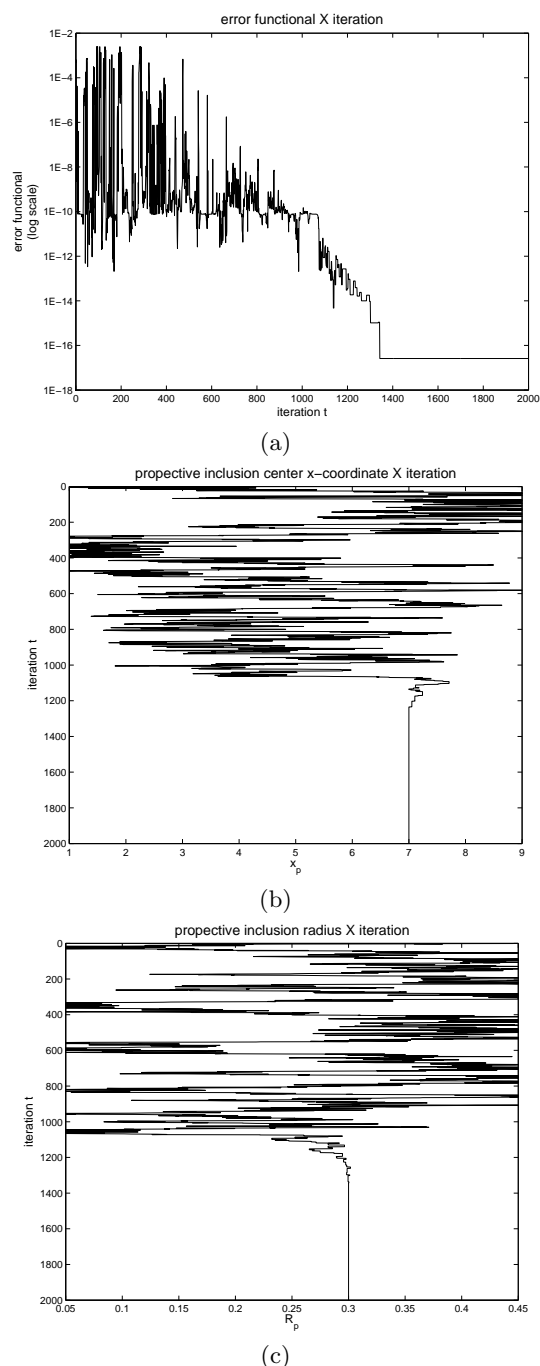 error functional X iteration
1E−2
1E−4
1E−6
1E−8
1E−10
1E−12
1E−14
1E−16
1E−18
error functional
(log scale)
0 200 400 600 800 1000 1200 1400 1600 1800 2000
iteration t
(a)
propective inclusion center x−coordinate X iteration
0
200
400
600
800
1000
1200
1400
1600
1800
2000
iteration t
1 2 3 4 5 6 7 8 9
x_p
(b)
propective inclusion radius X iteration
0
200
400
600
800
1000
1200
1400
1600
1800
2000
iteration t
0.05 0.1 0.15 0.2 0.25 0.3 0.35 0.4 0.45
R_p
(c)